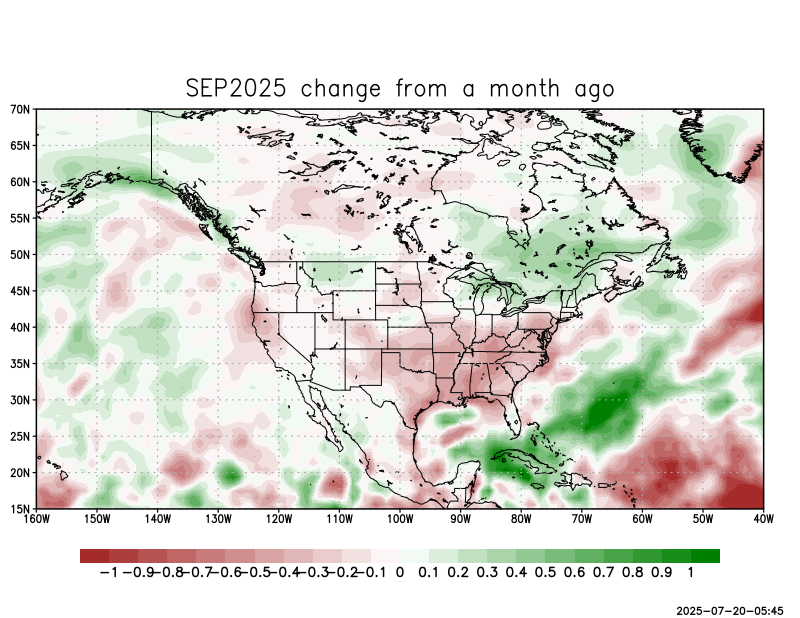 SEP2025 change from a month ago
70N
65N
60N
55N
50N
45N
40N
35N
30N
25N
20N
15N
160W 150W 140W 130W 120W 110W 100W 90W 80W 70W 60W 50W 40W
-1 -0.9 -0.8 -0.7 -0.6 -0.5 -0.4 -0.3 -0.2 -0.1 0 0.1 0.2 0.3 0.4 0.5 0.6 0.7 0.8 0.9 1
2025-07-20-05:45